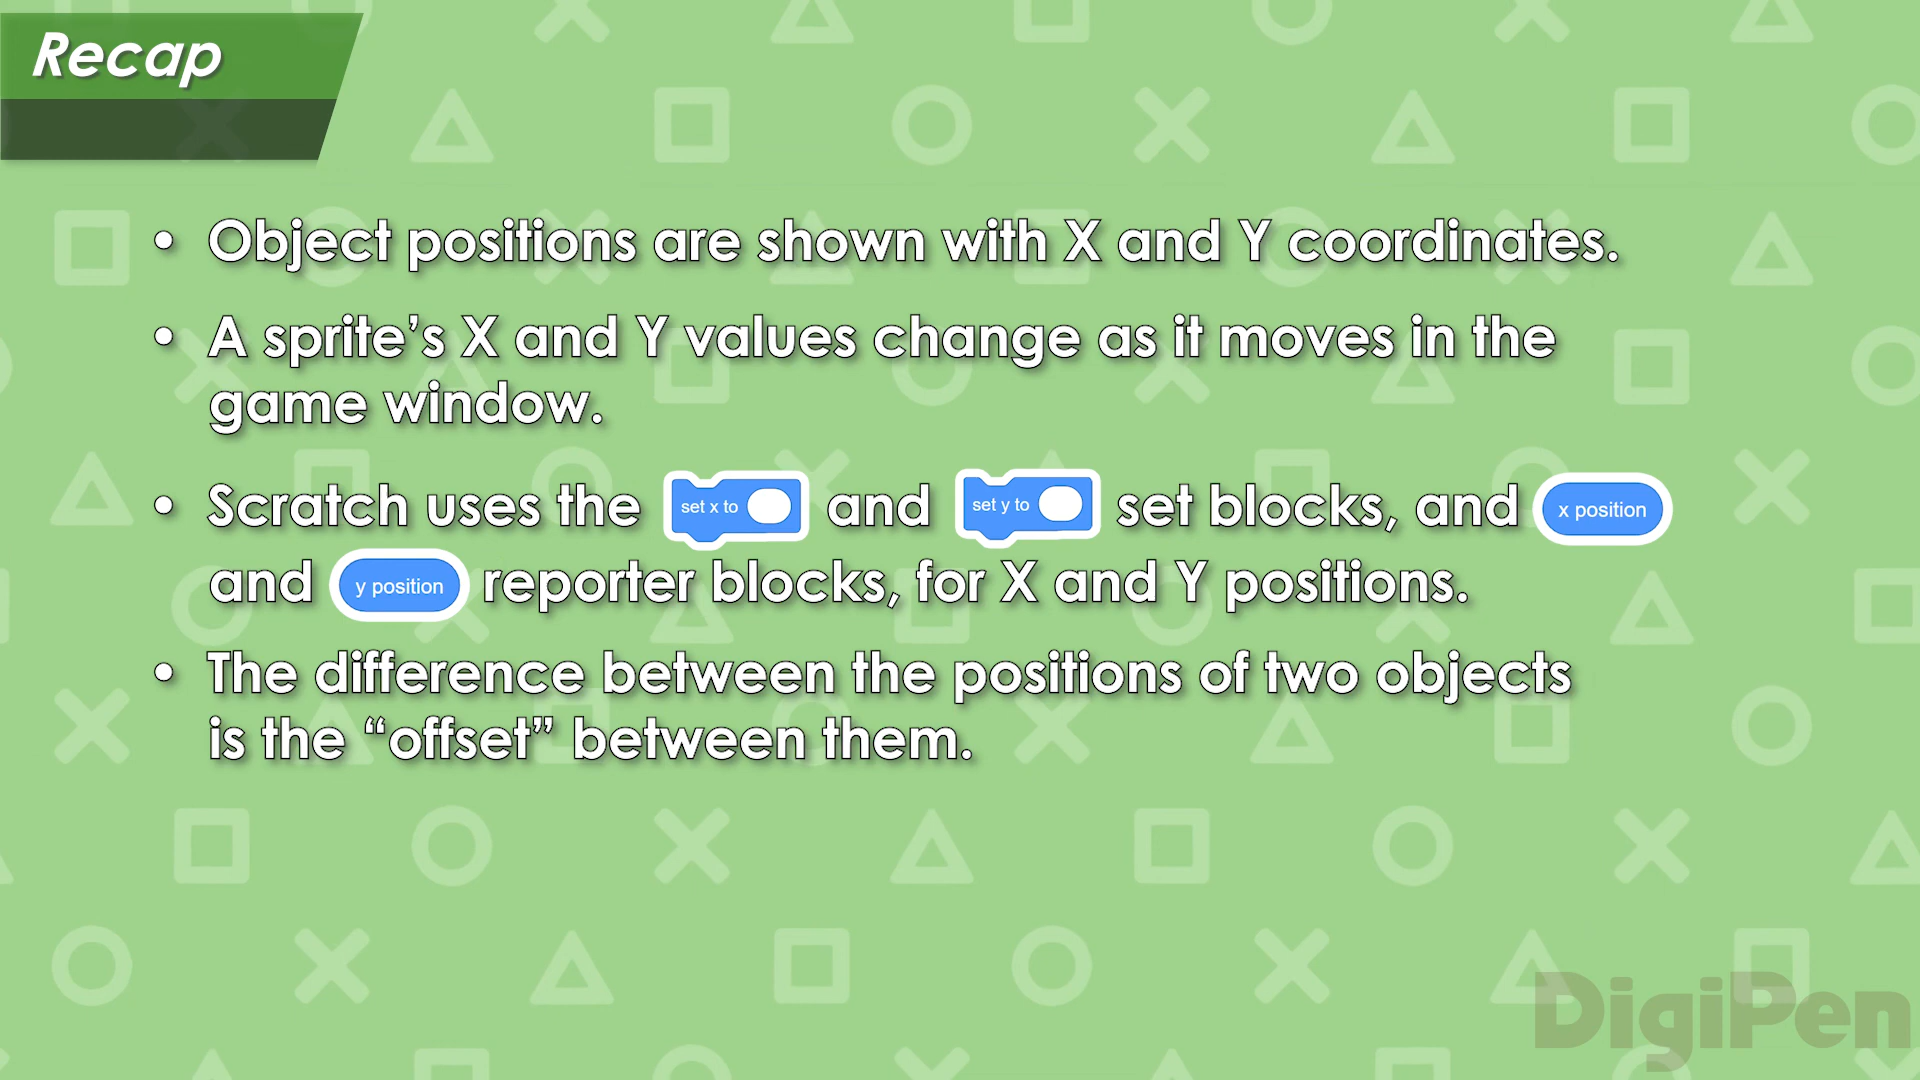 Recap
• Object positions are shown with X and Y coordinates.
• A sprite’s X and Y values change as it moves in the
game window.
• Scratch uses the set x to and set y to set blocks, and x position
and y position reporter blocks, for X and Y positions.
• The difference between the positions of two objects
is the “offset” between them.
DigiPen